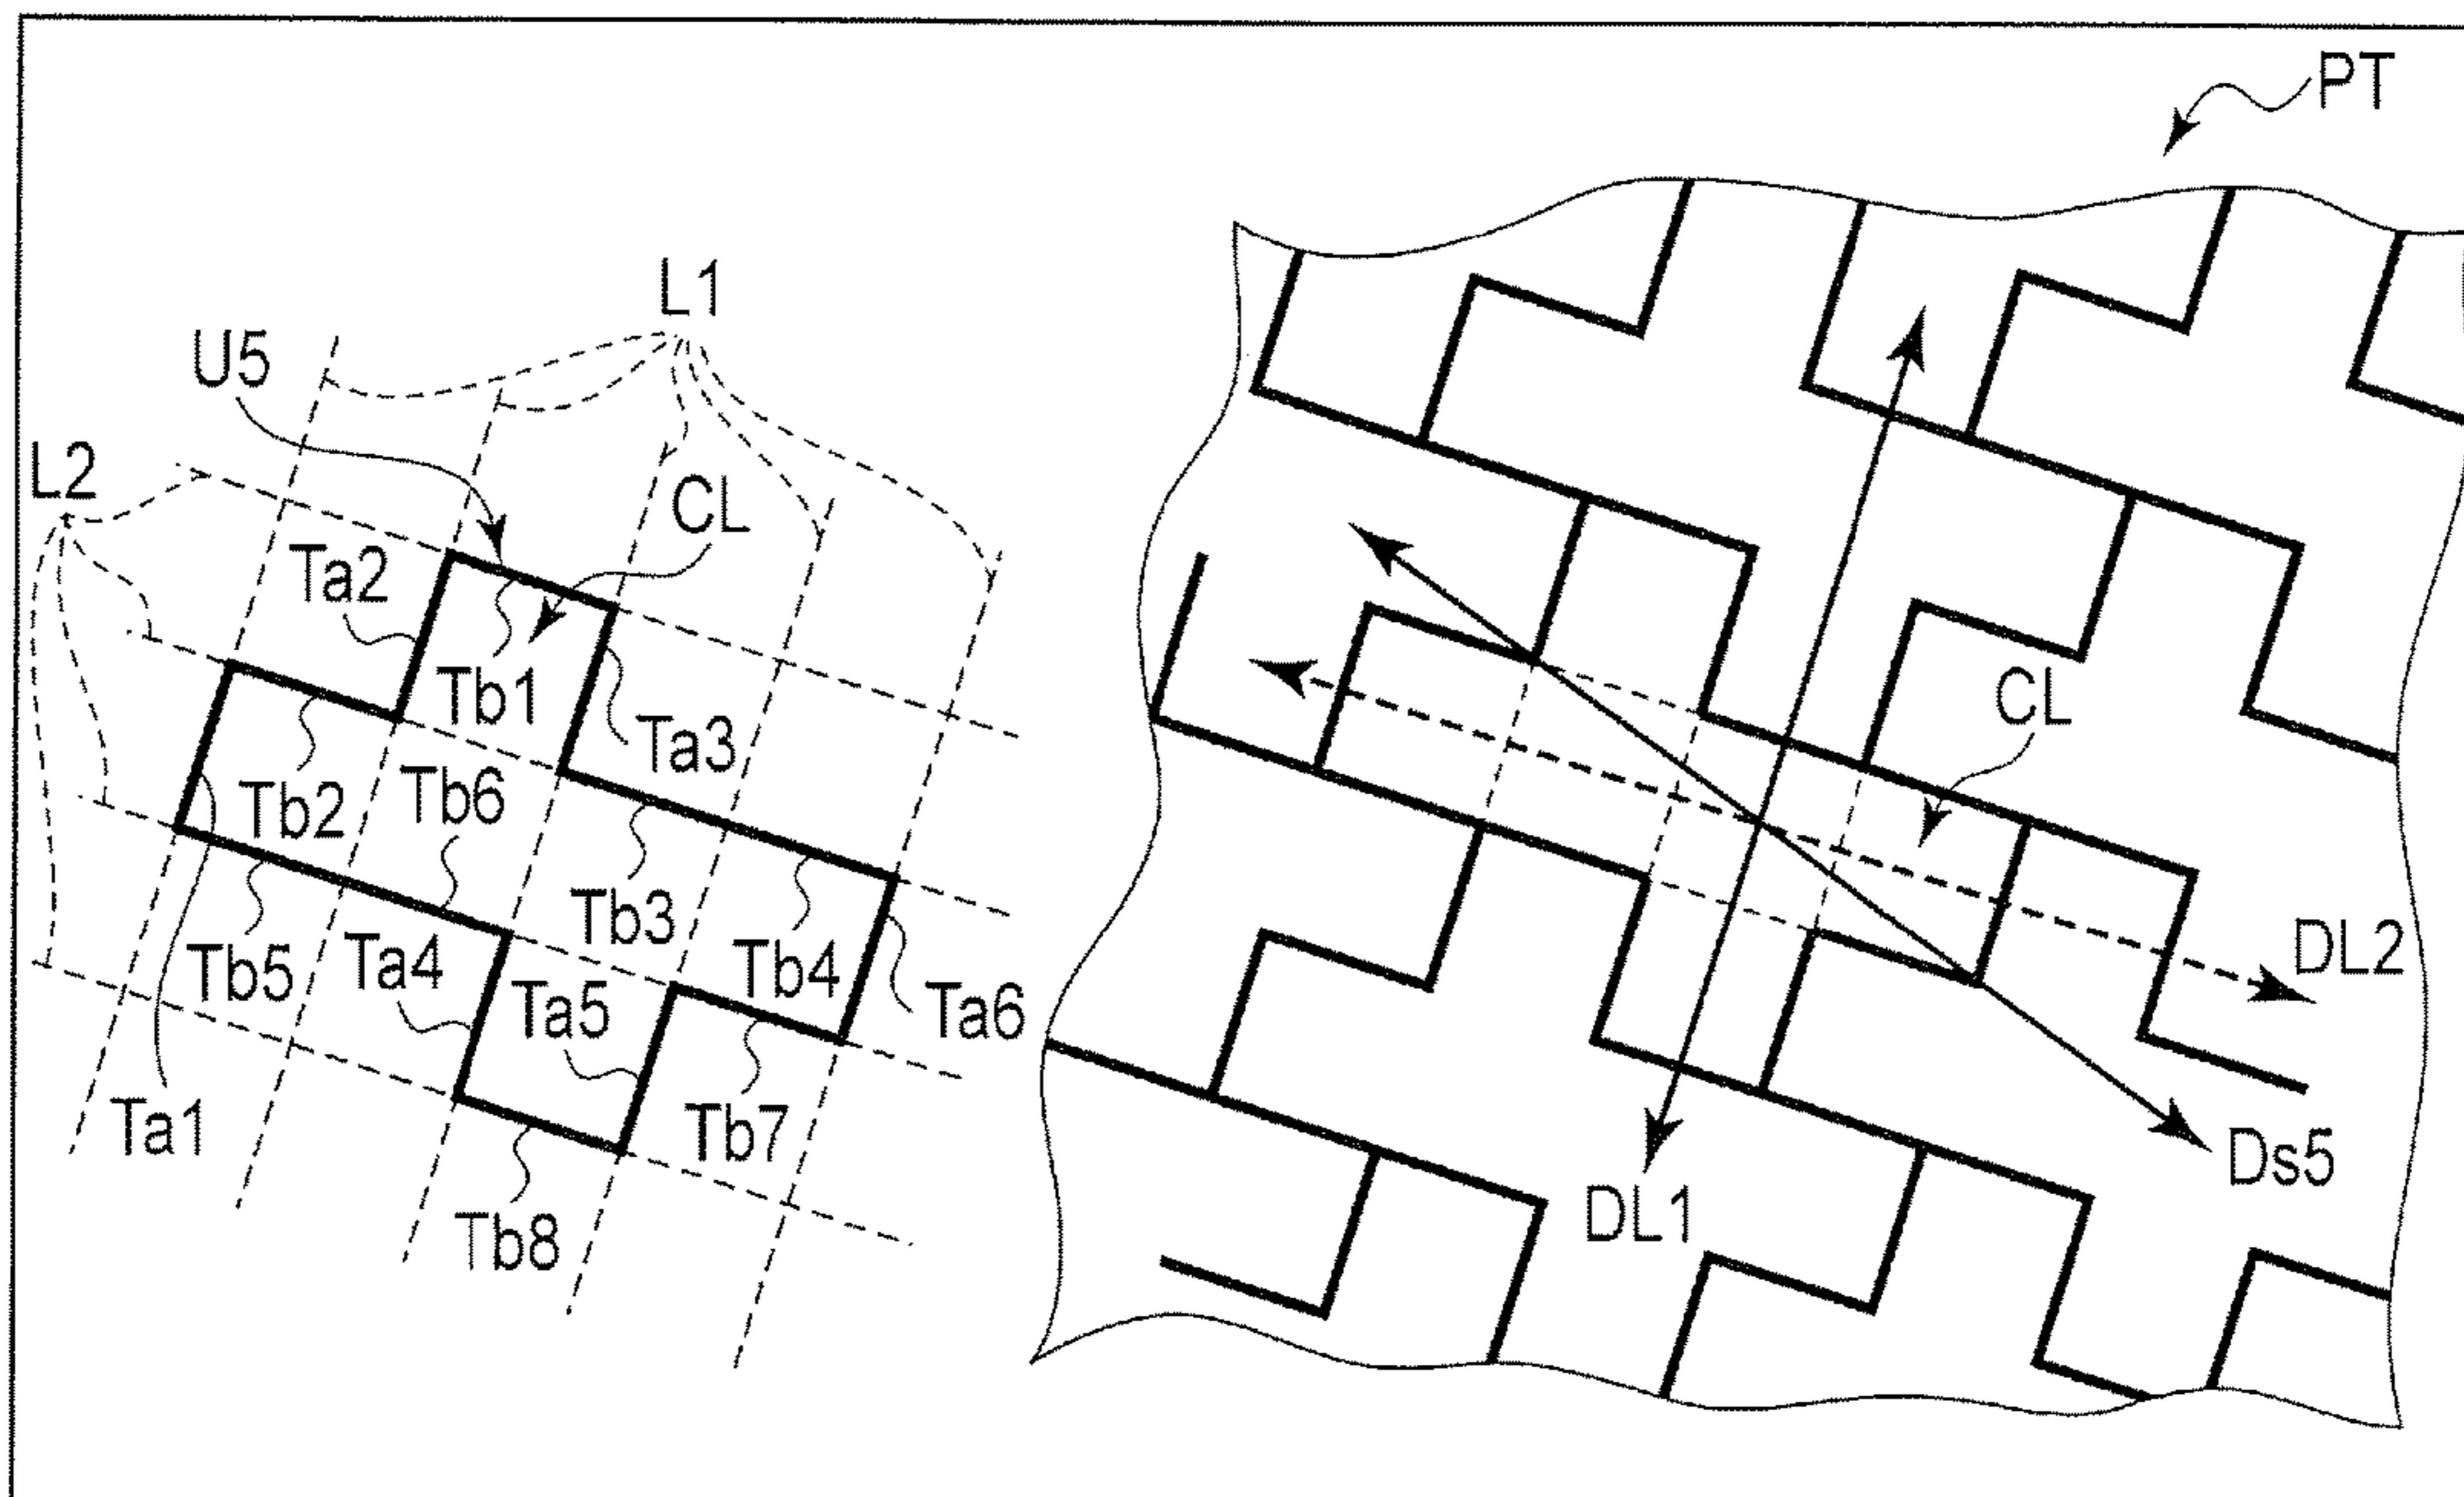 PT
L1
U5
L2
CL
Ta2
Tb1
Ta3
CL
Tb2
Tb6
Tb3
Tb5
Ta4
Ta5
Tb4
Ta6
DL2
Ta1
Tb7
Ds5
Tb8
DL1